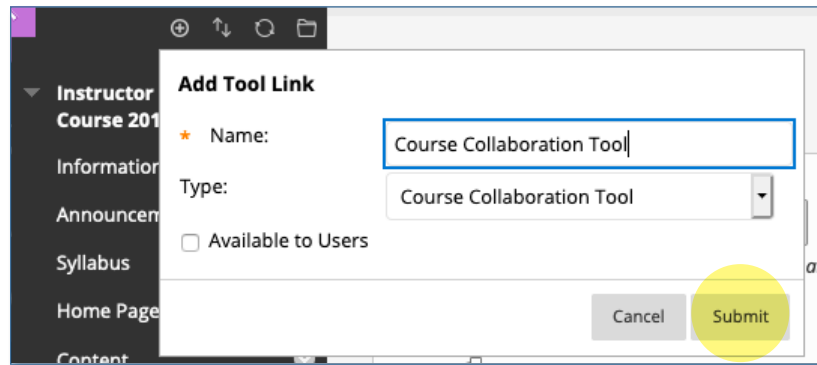 Instructor
Course 201
Information
Announcem
Syllabus
Home Page
Content
Add Tool Link
* Name:
Course Collaboration Tool
Type:
Course Collaboration Tool
Available to Users
Cancel
Submit
a